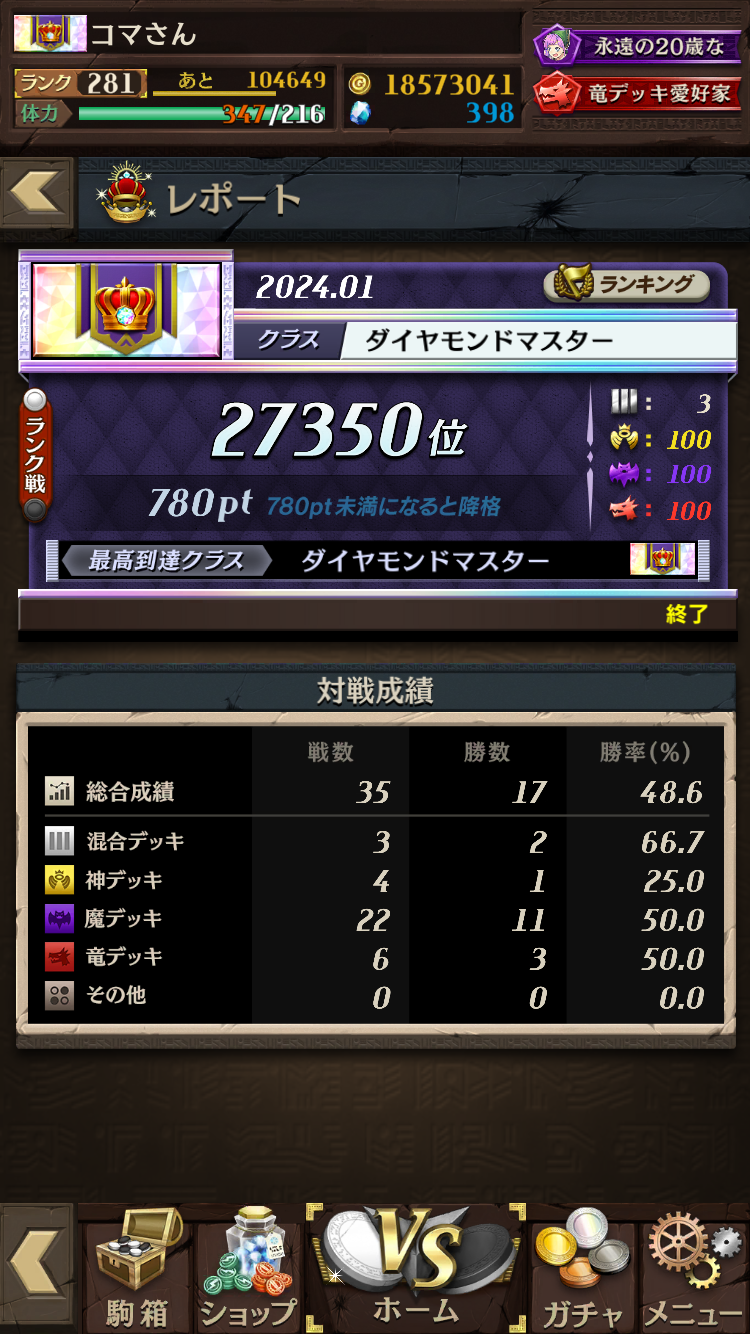 コマさん
ランク 281 あと 104649
体力 347/216
18573041
398
永遠の20歳な
竜デッキ愛好家
レポート
2024.01
ランキング
クラス ダイヤモンドマスター
ランク戦
27350位
780pt 780pt未満になると降格
: 3
: 100
: 100
: 100
最高到達クラス ダイヤモンドマスター
終了
対戦成績
戦数 勝数 勝率(%)
総合成績 35 17 48.6
混合デッキ 3 2 66.7
神デッキ 4 1 25.0
魔デッキ 22 11 50.0
竜デッキ 6 3 50.0
その他 0 0 0.0
VS
駒箱 ショップ ホーム ガチャ メニュー